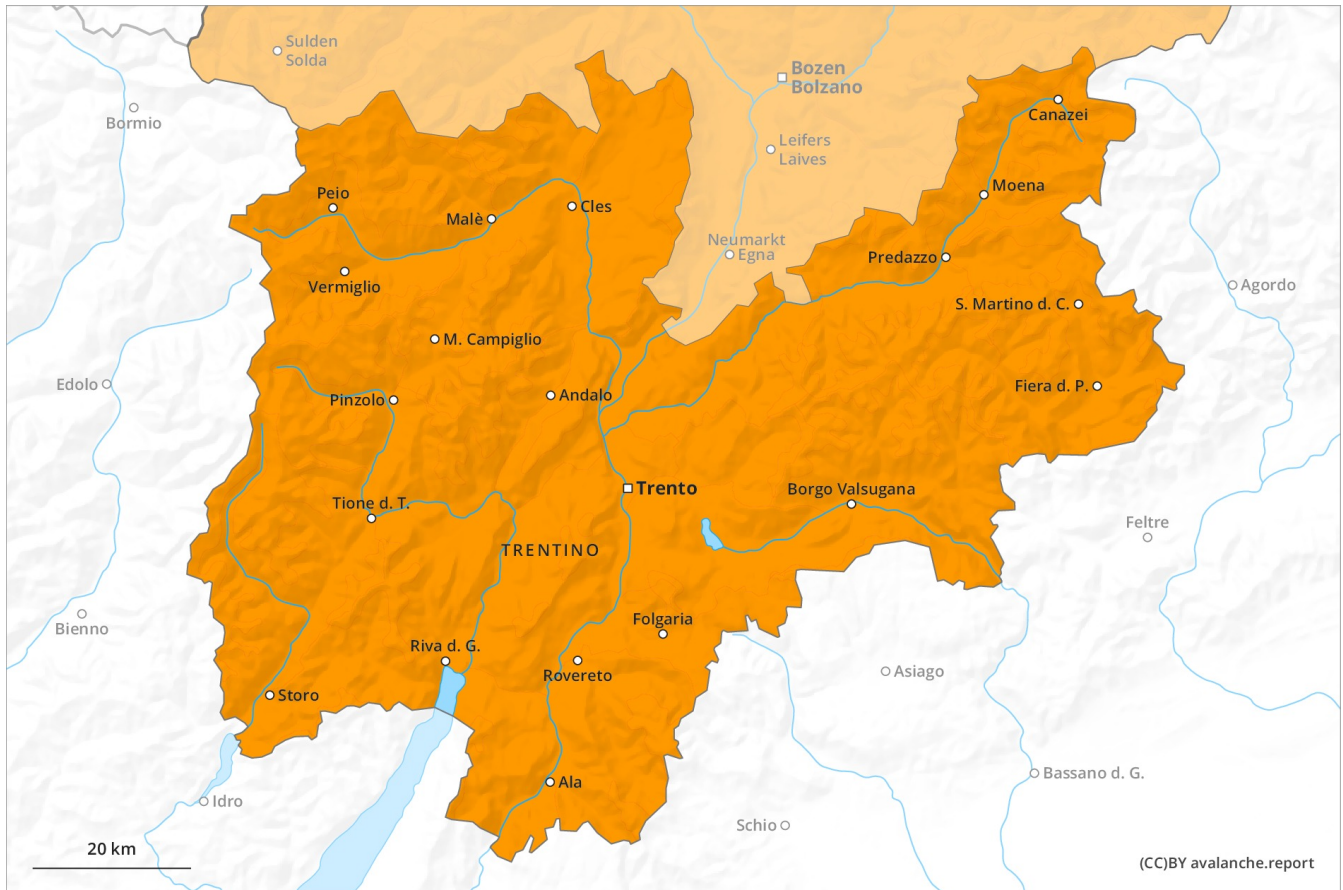 Sulden
Solda
Bozen
Bolzano
Bormio
Canazei
Leifers
Laives
Peio
Moena
Malè
Cles
Neumarkt
Egna
Predazzo
Vermiglio
Agordo
S. Martino d. C.
M. Campiglio
Edolo
Fiera d. P.
Andalo
Pinzolo
Trento
Borgo Valsugana
Tione d. T.
Feltre
TRENTINO
Folgaria
Bienno
Riva d. G.
Asiago
Rovereto
Storo
Bassano d. G.
Ala
Idro
Schio
20 km
(CC)BY avalanche.report